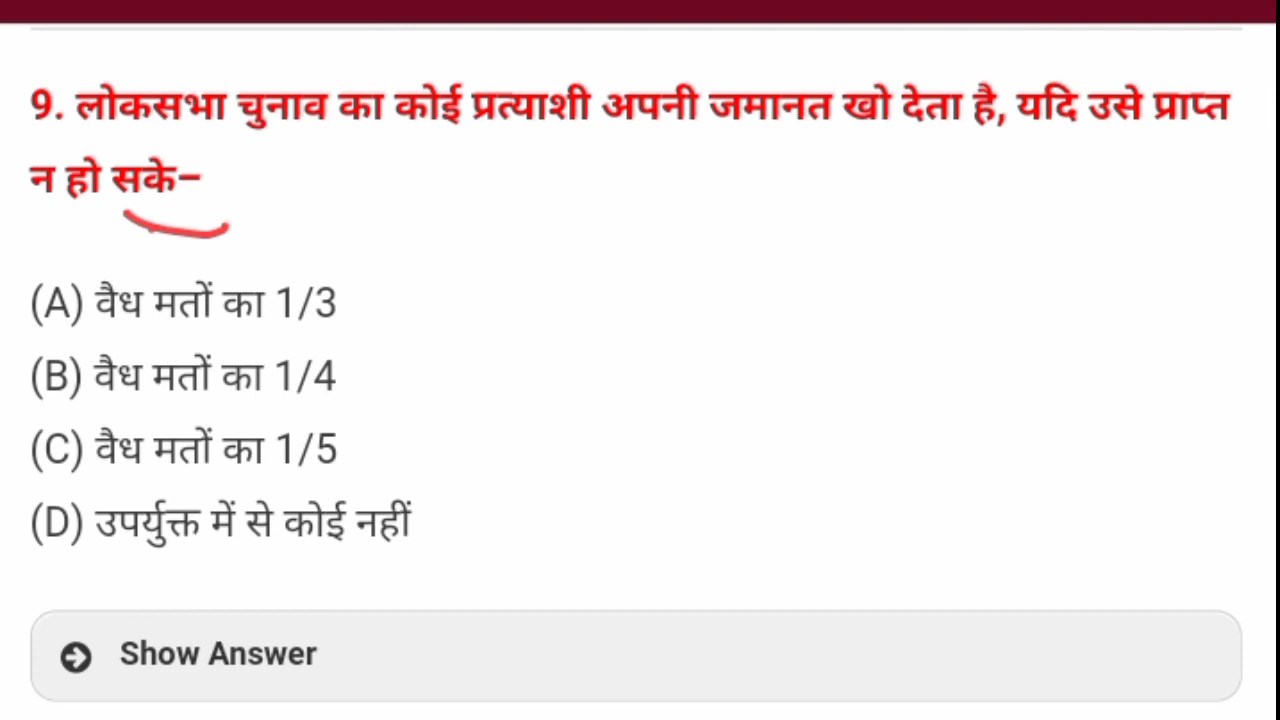 9. लोकसभा चुनाव का कोई प्रत्याशी अपनी जमानत खो देता है, यदि उसे प्राप्त
न हो सके–
(A) वैध मतों का 1/3
(B) वैध मतों का 1/4
(C) वैध मतों का 1/5
(D) उपर्युक्त में से कोई नहीं
Show Answer